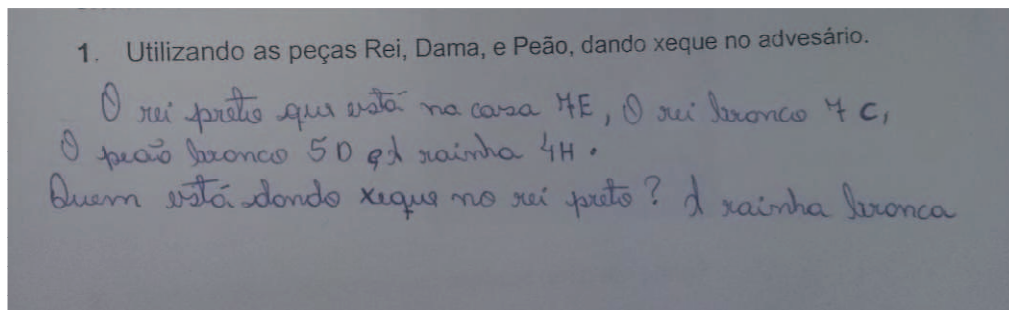 1. Utilizando as peças Rei, Dama, e Peão, dando xeque no advesário.
O rei preto que está na casa 7E, O rei branco 7 C,
O peão branco 5D e A rainha 4H.
Quem está dando xeque no rei preto? A rainha branca